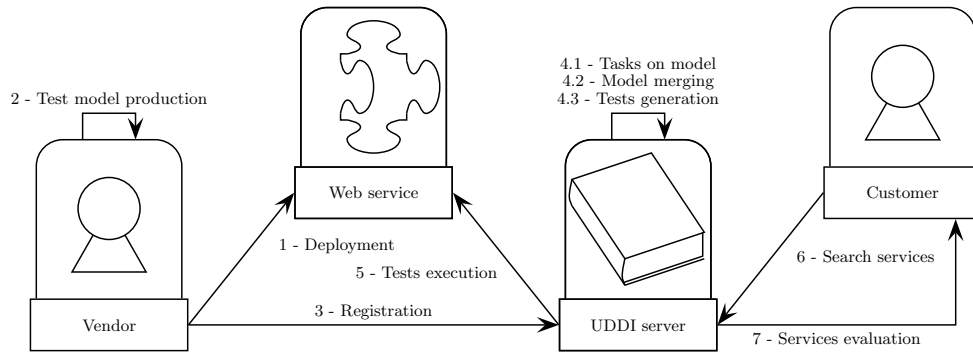 4.1 - Tasks on model
4.2 - Model merging
4.3 - Tests generation
2 - Test model production
Web service
Customer
1 - Deployment
5 - Tests execution
6 - Search services
3 - Registration
Vendor
UDDI server
7 - Services evaluation